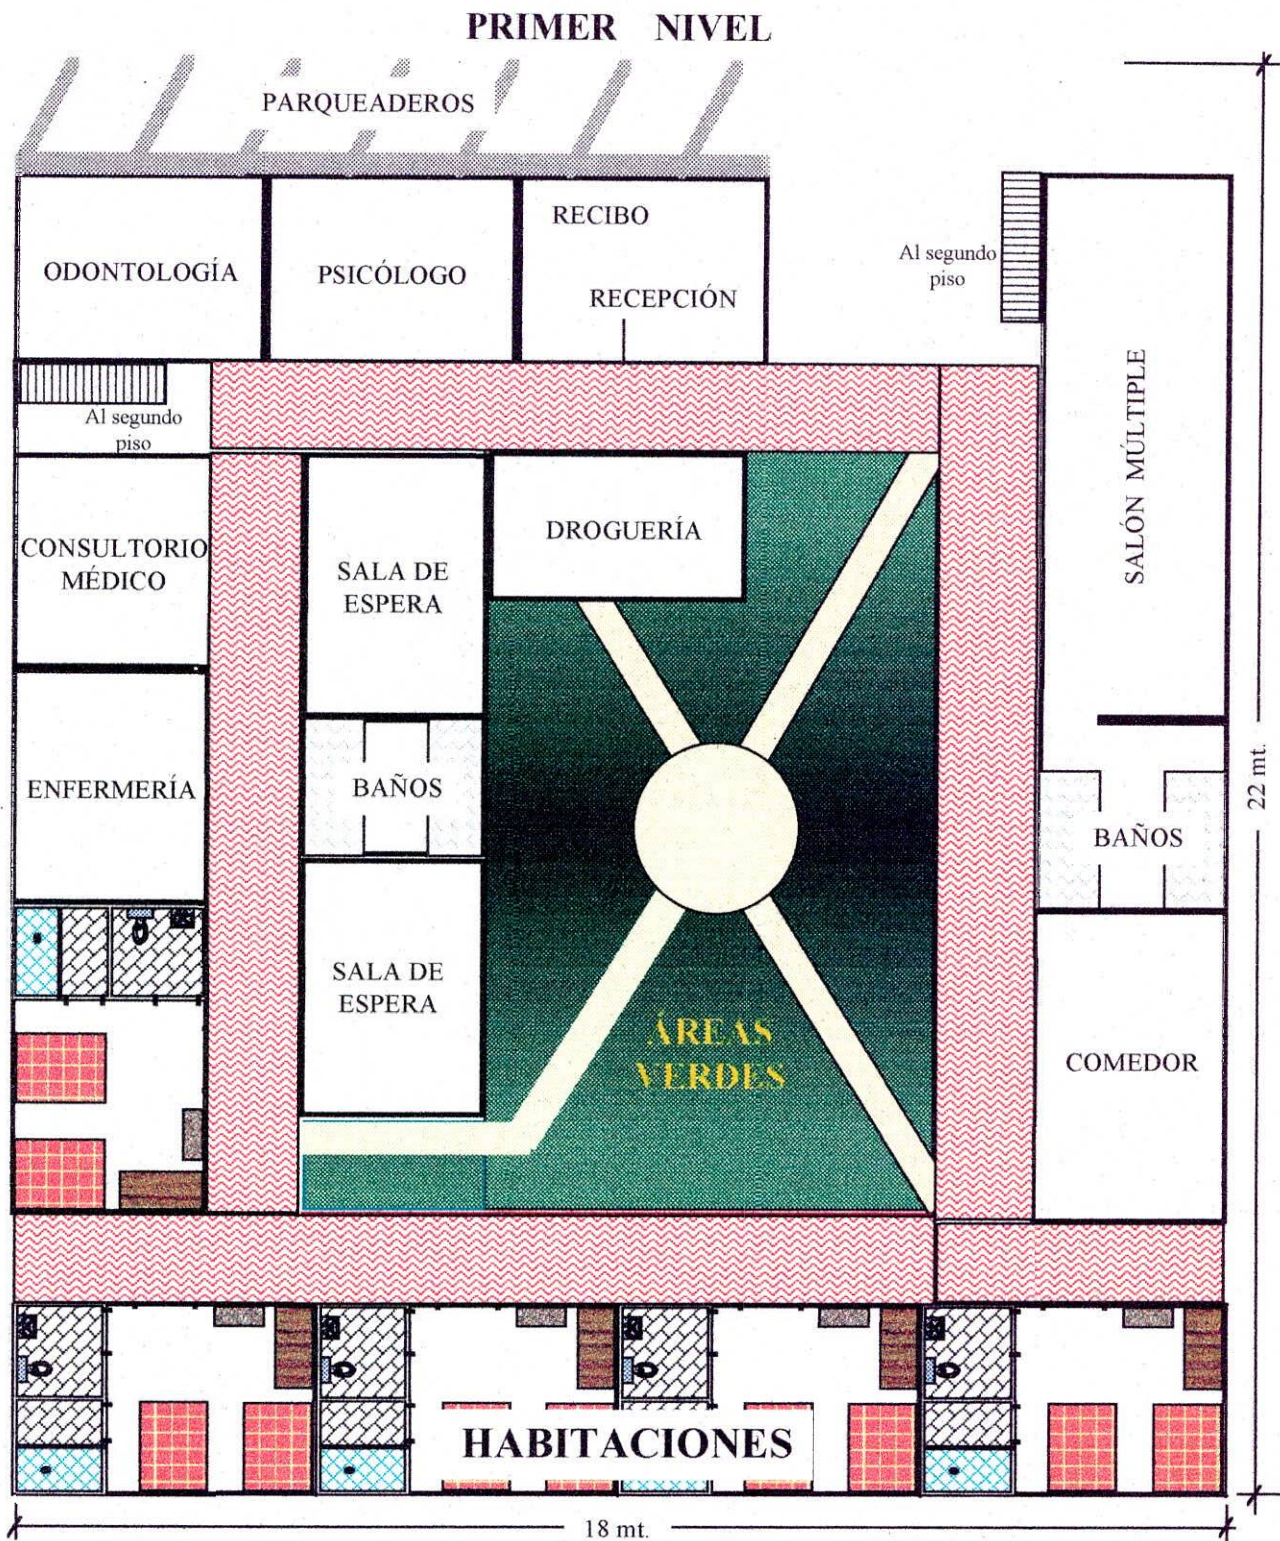 PRIMER NIVEL
PARQUEADEROS
RECIBO
ODONTOLOGÍA
PSICÓLOGO
RECEPCIÓN
Al segundo
piso
Al segundo
piso
SALÓN MÚLTIPLE
CONSULTORIO
MÉDICO
SALA DE
ESPERA
DROGUERÍA
ENFERMERÍA
BAÑOS
22 mt.
BAÑOS
SALA DE
ESPERA
ÁREAS
VERDES
COMEDOR
HABITACIONES
18 mt.